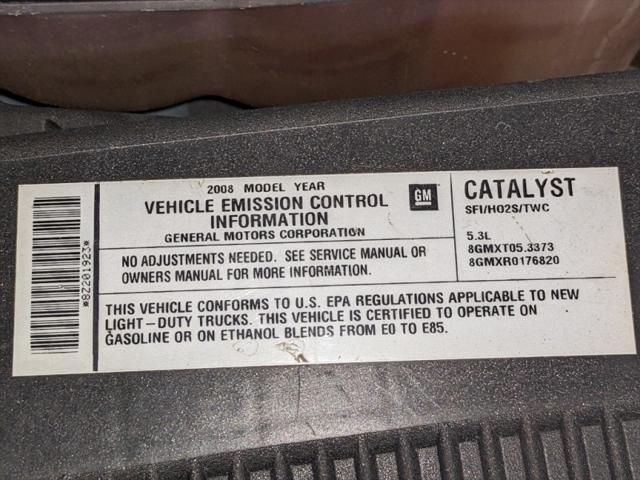 *8Z201923*
2008 MODEL YEAR
VEHICLE EMISSION CONTROL
INFORMATION
GENERAL MOTORS CORPORATION
GM
NO ADJUSTMENTS NEEDED. SEE SERVICE MANUAL OR
OWNERS MANUAL FOR MORE INFORMATION.
CATALYST
SFI/HO2S/TWC
5.3L
8GMXT05.3373
8GMXR0176820
THIS VEHICLE CONFORMS TO U.S. EPA REGULATIONS APPLICABLE TO NEW
LIGHT-DUTY TRUCKS. THIS VEHICLE IS CERTIFIED TO OPERATE ON
GASOLINE OR ON ETHANOL BLENDS FROM E0 TO E85.